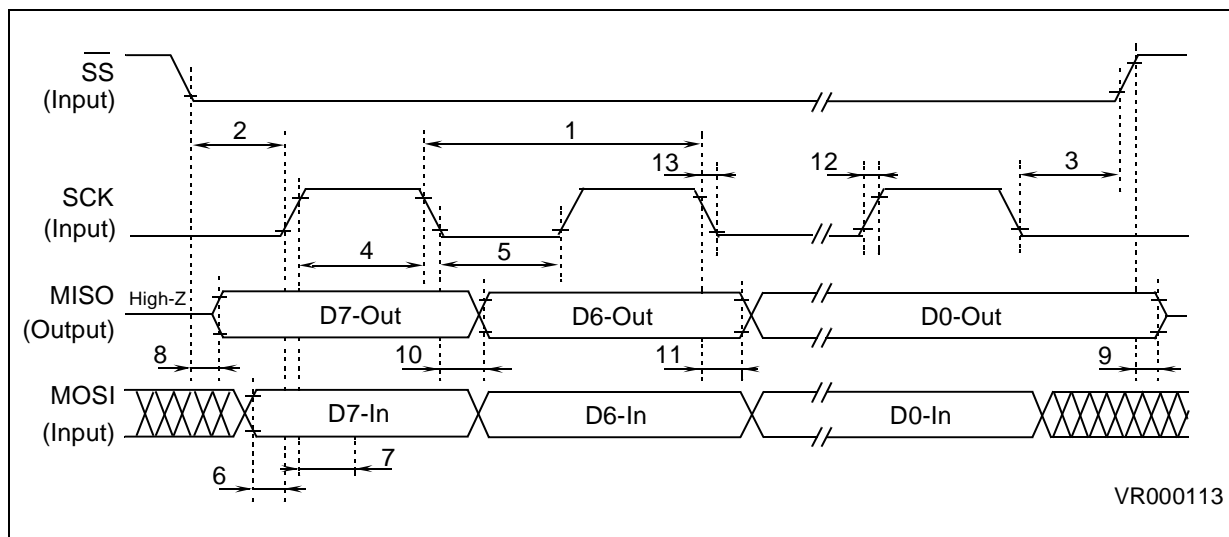 SS
(Input)
2
1
13
12
3
SCK
(Input)
4
5
MISO
(Output)
High-Z
D7-Out
D6-Out
D0-Out
8
10
11
9
MOSI
(Input)
D7-In
D6-In
D0-In
7
6
VR000113